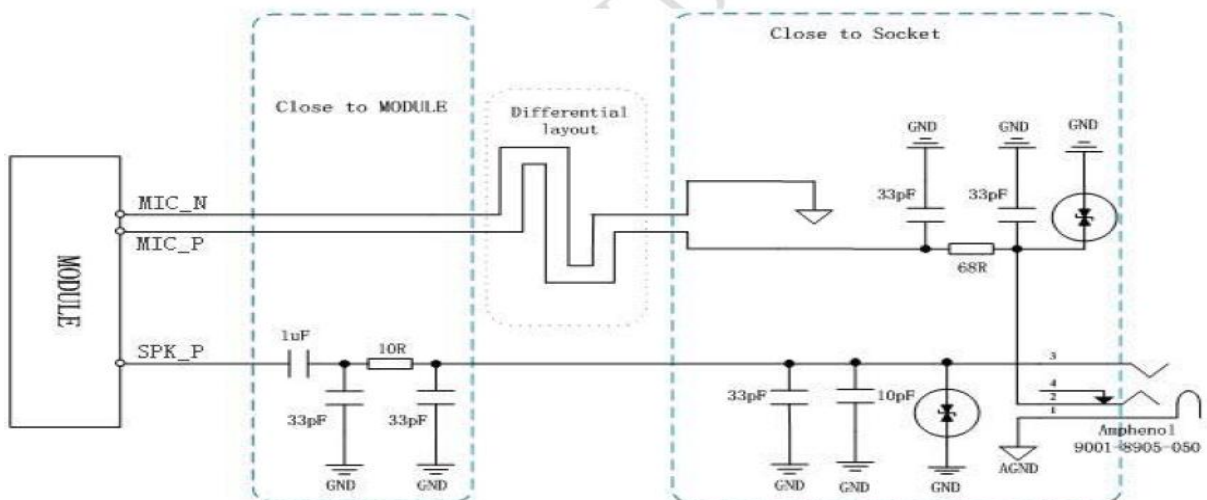 Close to Socket
Close to MODULE
Differential
layout
GND
GND
GND
MIC_N
33pF
33pF
MIC_P
68R
MODULE
1uF
SPK_P
10R
3
33pF
33pF
33pF
10pF
4
2
1
Amphenol
9001-8905-050
AGND
GND
GND
GND
GND
GND